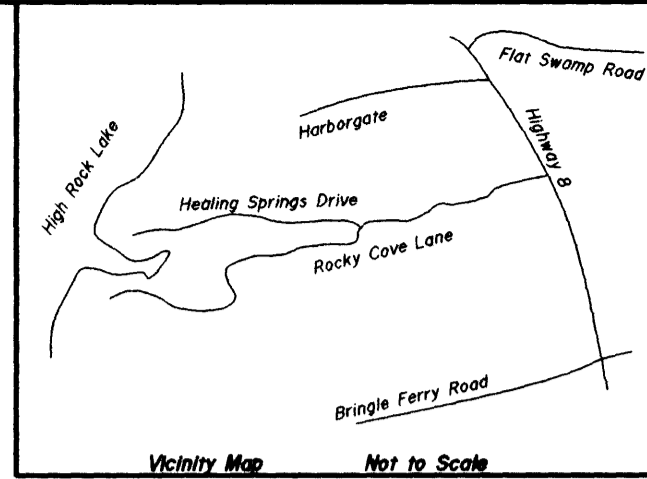 Flat Swamp Road
Harborgate
Highway 8
High Rock Lake
Healing Springs Drive
Rocky Cove Lane
Bringle Ferry Road
Vicinity Map Not to Scale